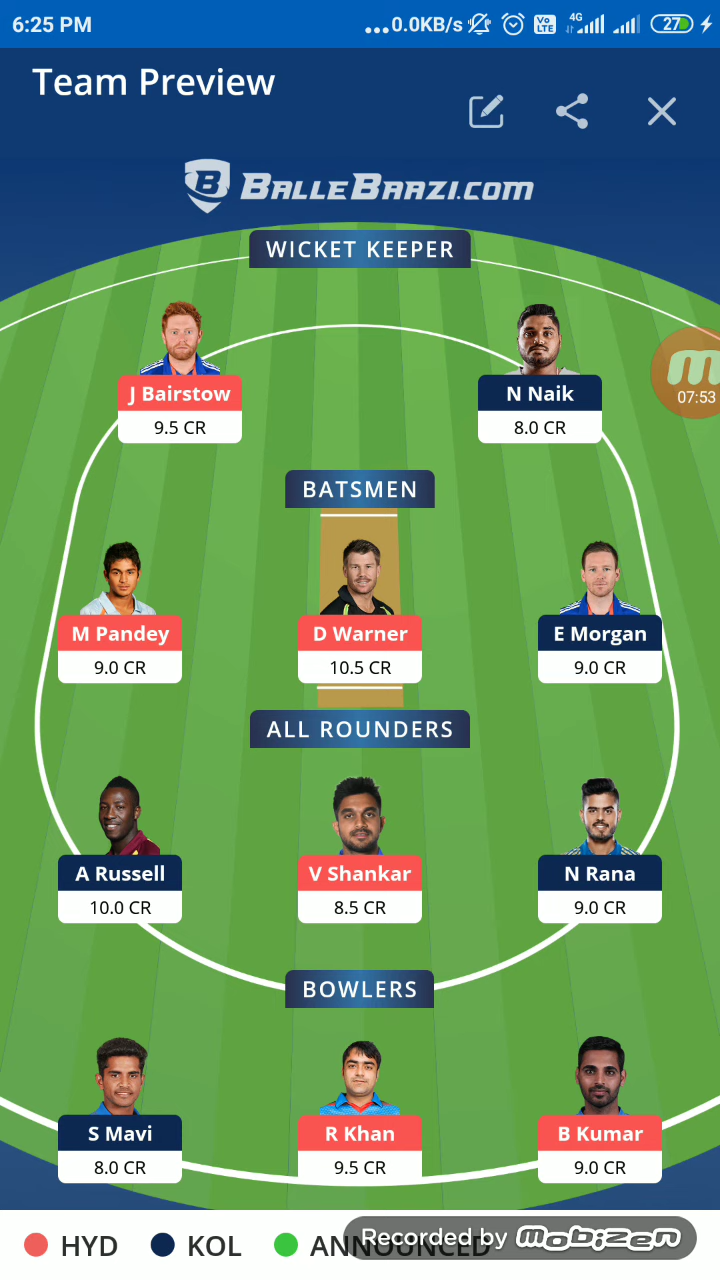 6:25 PM ...0.0KB/s Vo LTE 4G 27
Team Preview
B BALLEBAAZI.COM
WICKET KEEPER
J Bairstow N Naik
9.5 CR 8.0 CR
m
07:53
BATSMEN
M Pandey D Warner E Morgan
9.0 CR 10.5 CR 9.0 CR
ALL ROUNDERS
A Russell V Shankar N Rana
10.0 CR 8.5 CR 9.0 CR
BOWLERS
S Mavi R Khan B Kumar
8.0 CR 9.5 CR 9.0 CR
HYD KOL ANNOUNCED
Recorded by mobizen